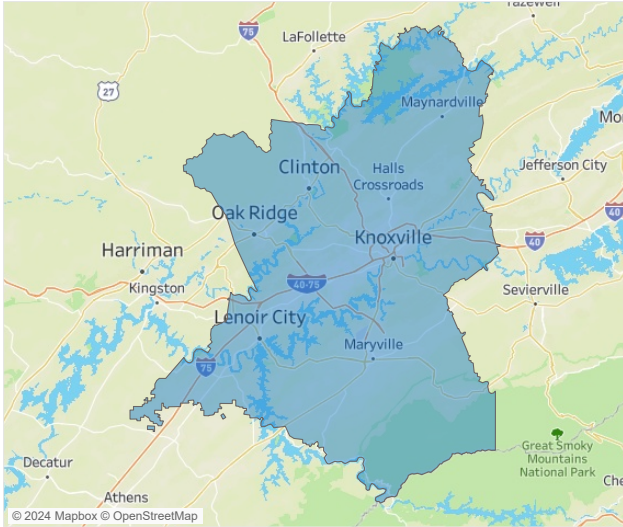 Tazewell
75
LaFollette
27
Maynardville
Clinton
Halls
Crossroads
Jefferson City
Oak Ridge
40
Knoxville
40
Harriman
Kingston
40-75
Sevierville
Lenoir City
Maryville
75
Great Smoky
Mountains
National Park
Decatur
Athens
© 2024 Mapbox © OpenStreetMap